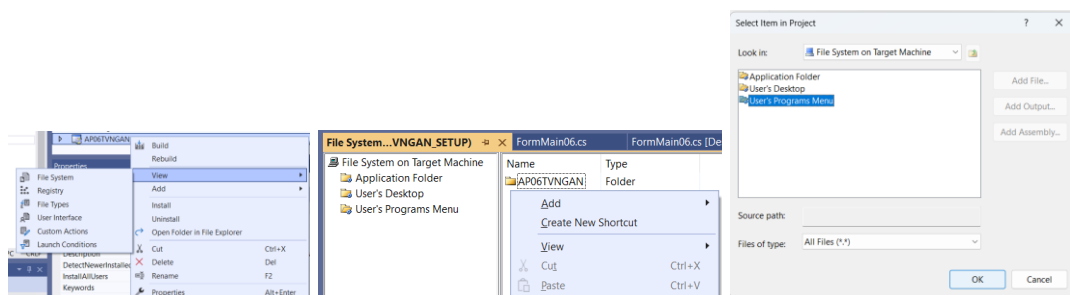 AP06TVNGAN
Build
Rebuild
Properties
View
Add
Install
Uninstall
Open Folder in File Explorer
Cut Ctrl+X
Delete Del
Rename F2
Properties Alt+Enter
File System
Registry
File Types
User Interface
Custom Actions
Launch Conditions
Description
DetectNewerInstalled
InstallAllUsers
Keywords
File System...VNGAN_SETUP)
FormMain06.cs
FormMain06.cs [De
File System on Target Machine
Application Folder
User's Desktop
User's Programs Menu
Name Type
AP06TVNGAN Folder
Add
Create New Shortcut
View
Cut Ctrl+X
Paste Ctrl+V
Select Item in Project
Look in: File System on Target Machine
Application Folder
User's Desktop
User's Programs Menu
Add File...
Add Output...
Add Assembly...
Source path:
Files of type: All Files (*.*)
OK Cancel